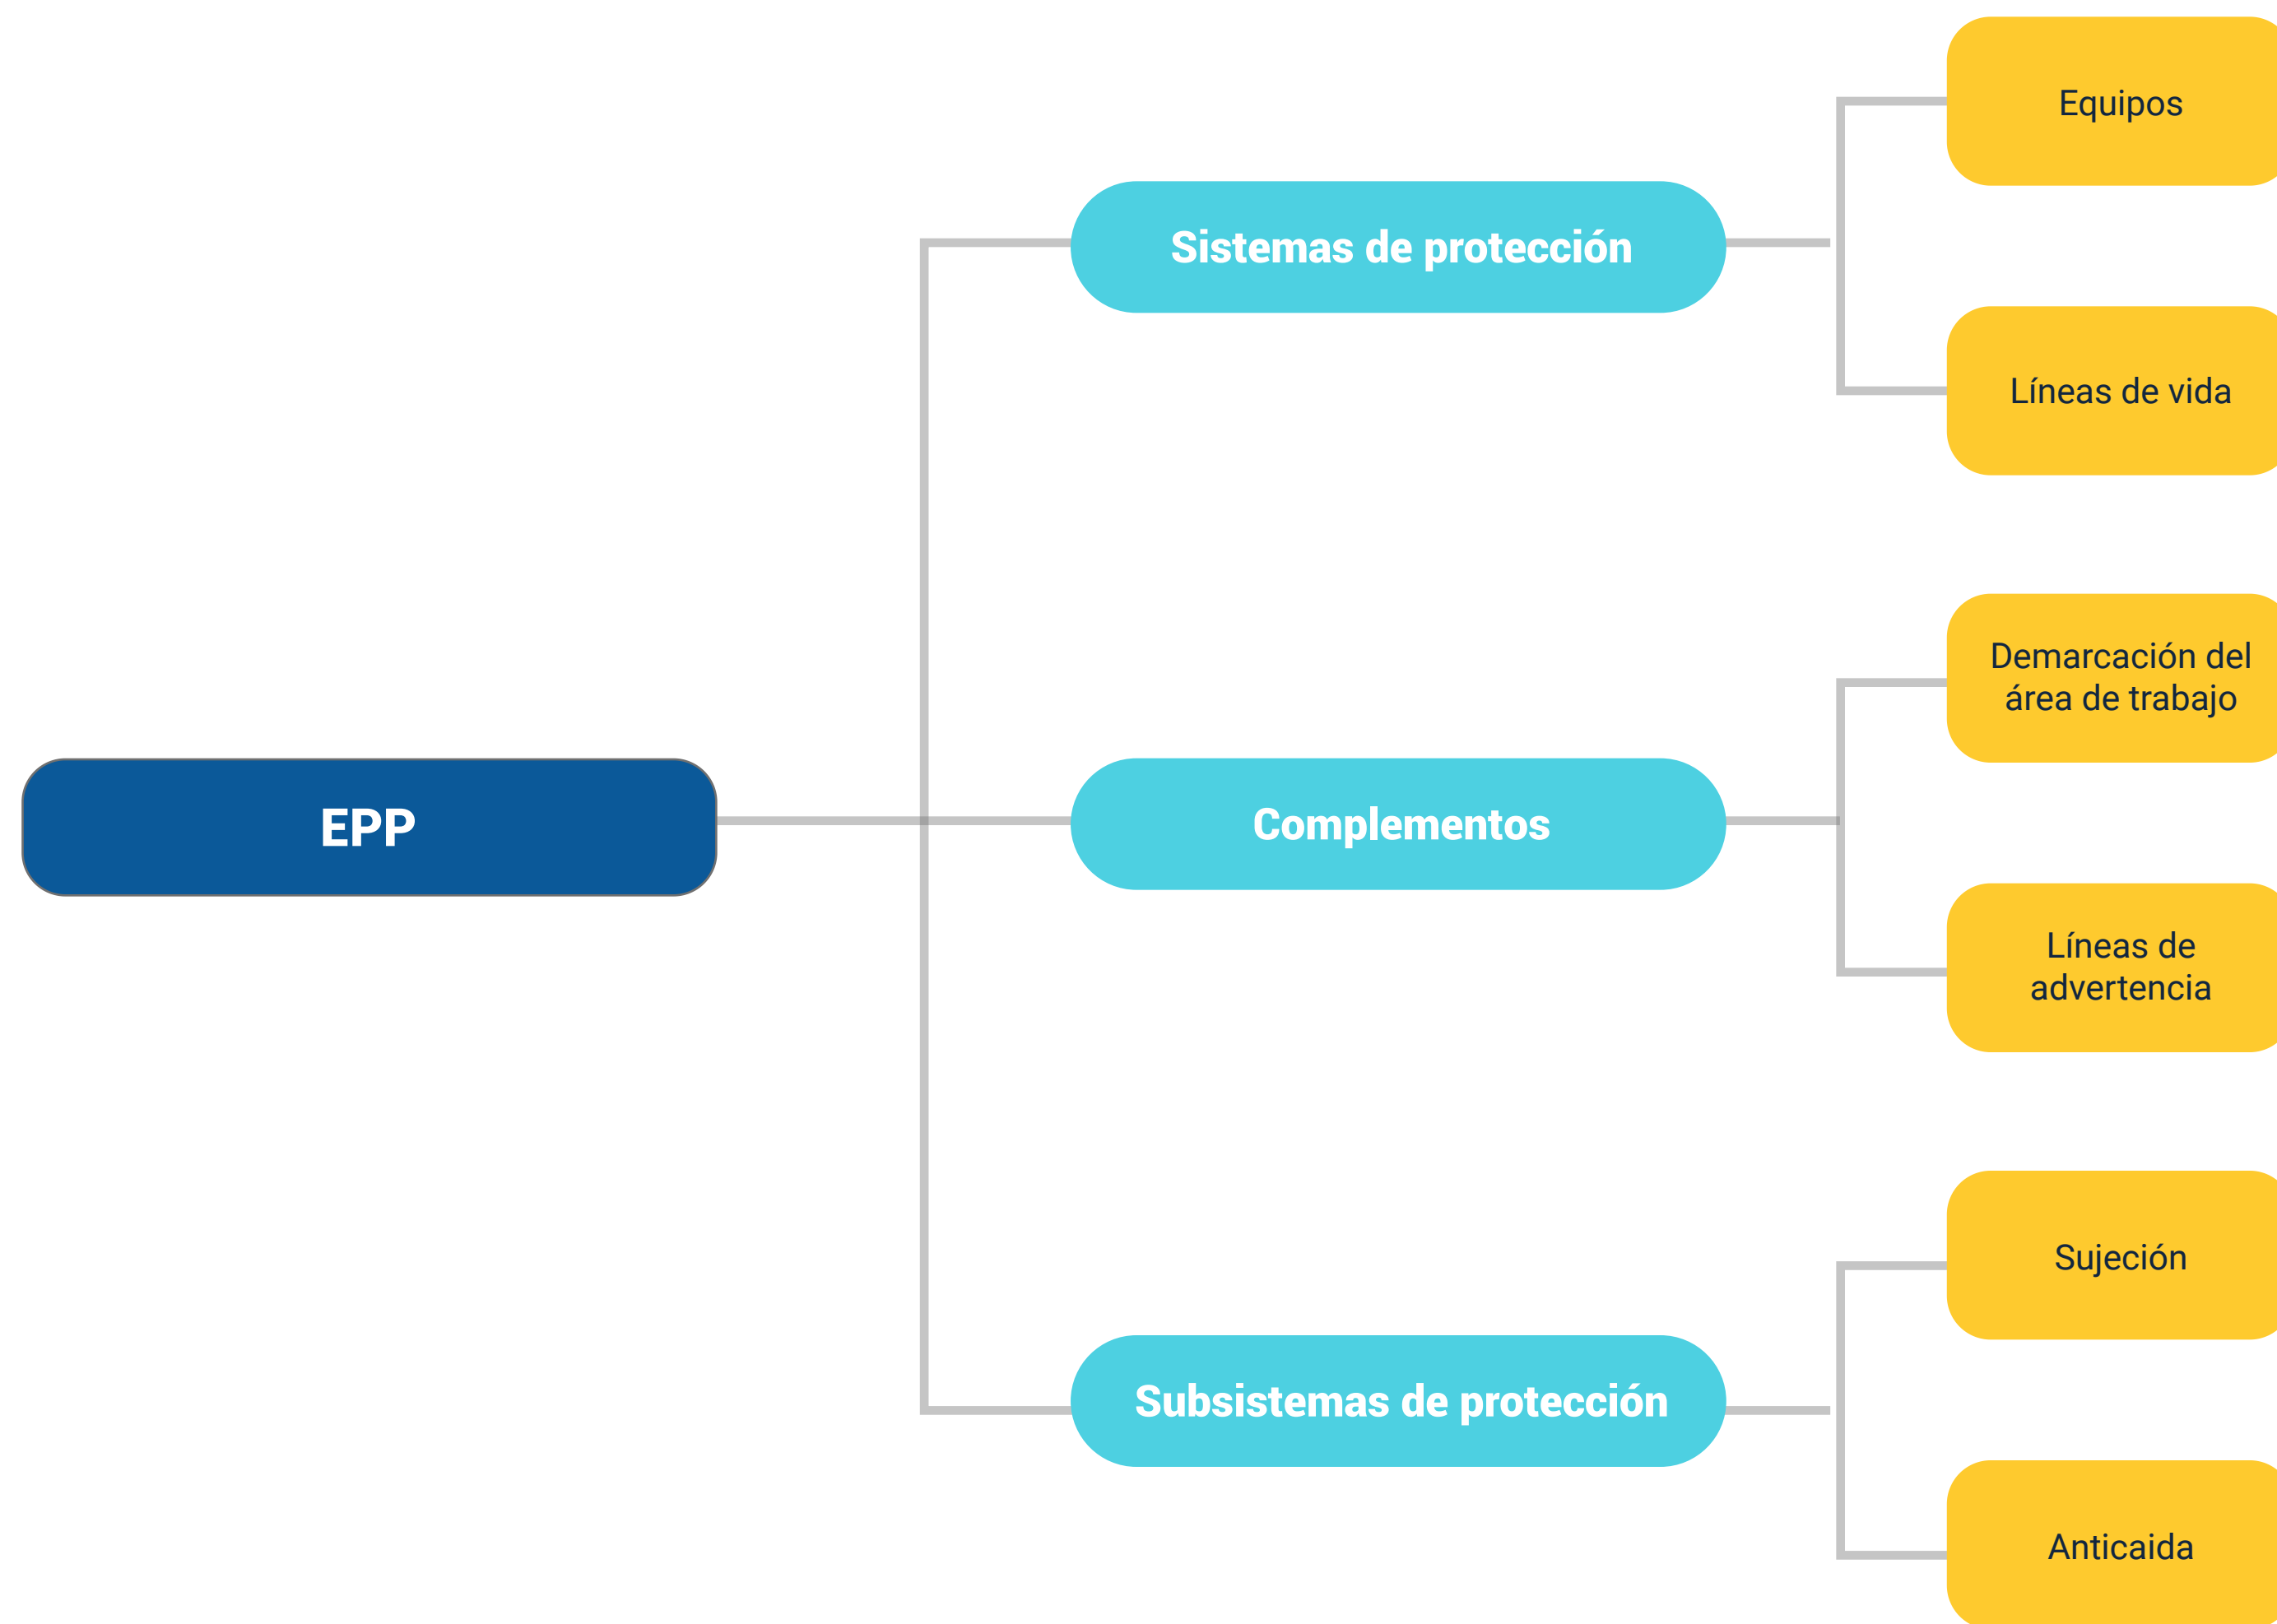 EPP
Sistemas de protección
Equipos
Líneas de vida
Complementos
Demarcación del
área de trabajo
Líneas de
advertencia
Subsistemas de protección
Sujeción
Anticaida